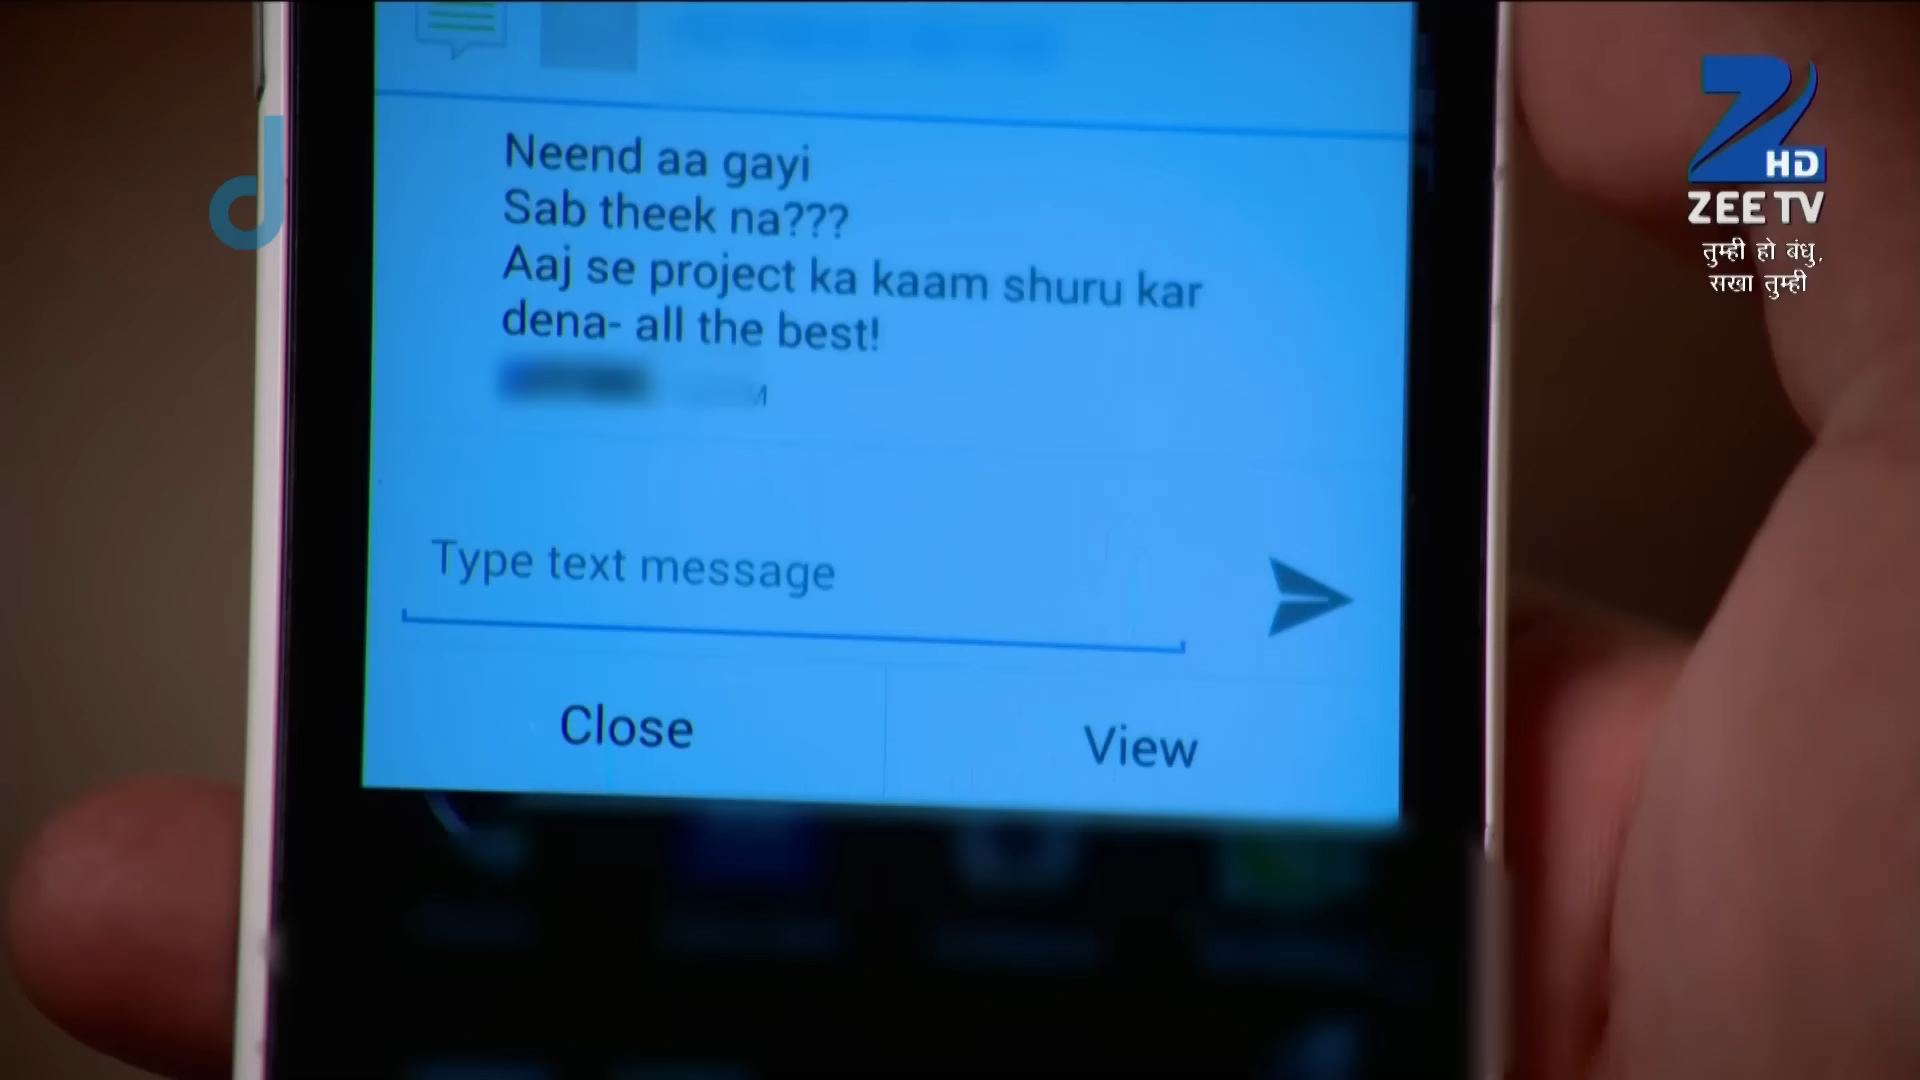 Neend aa gayi
Sab theek na???
Aaj se project ka kaam shuru kar
dena- all the best!
Type text message
Close
View
HD
ZEE TV
तुम्ही हो बंधु,
सखा तुम्ही